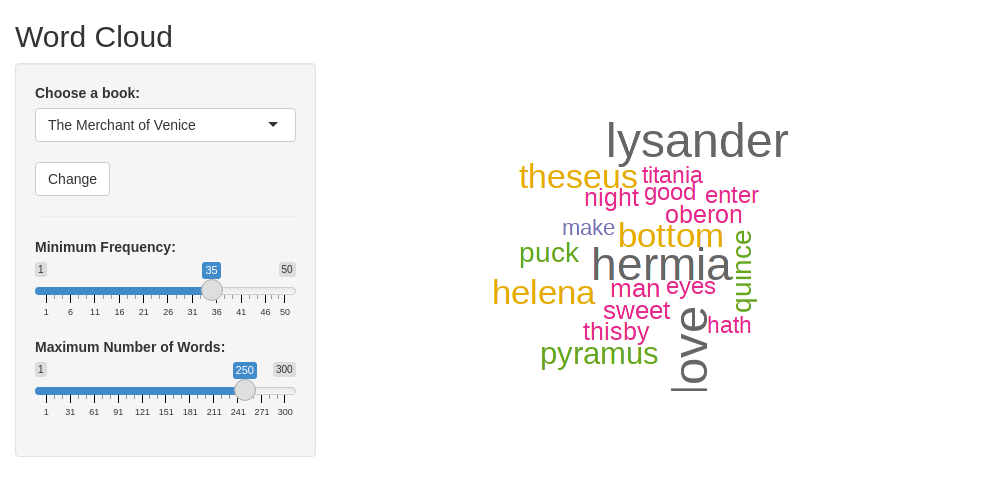 Word Cloud
Choose a book:
The Merchant of Venice
Change
Minimum Frequency:
1 35 50
1 6 11 16 21 26 31 36 41 46 50
Maximum Number of Words:
1 250 300
1 31 61 91 121 151 181 211 241 271 300
lysander
theseus titania
night good enter
oberon
make bottom
puck hermia quince
helena man eyes
sweet
thisby hath
pyramus love